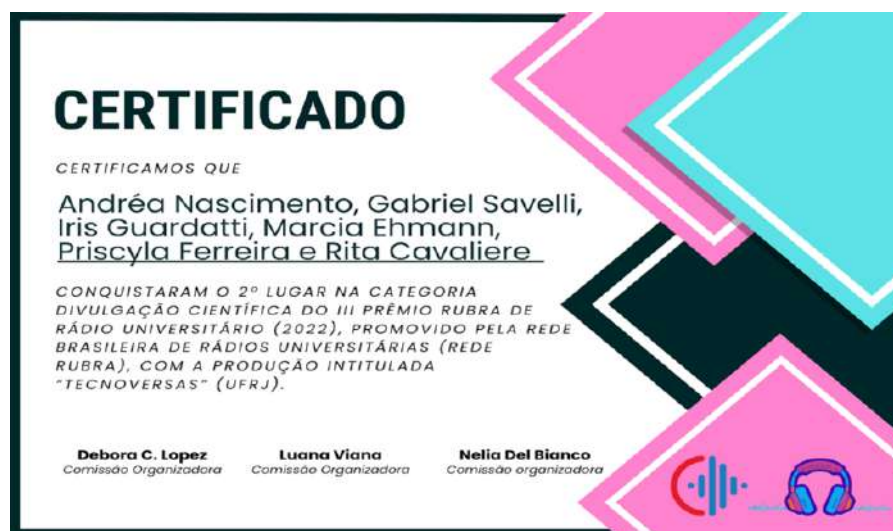 CERTIFICADO
CERTIFICAMOS QUE
Andréa Nascimento, Gabriel Savelli,
Iris Guardatti, Marcia Ehmann,
Priscyla Ferreira e Rita Cavaliere
CONQUISTARAM O 2º LUGAR NA CATEGORIA
DIVULGAÇÃO CIENTÍFICA DO III PRÊMIO RUBRA DE
RÁDIO UNIVERSITÁRIO (2022), PROMOVIDO PELA REDE
BRASILEIRA DE RÁDIOS UNIVERSITÁRIAS (REDE
RUBRA), COM A PRODUÇÃO INTITULADA
"TECNOVERSAS" (UFRJ).
Debora C. Lopez Luana Viana Nelia Del Bianco
Comissão Organizadora Comissão Organizadora Comissão organizadora